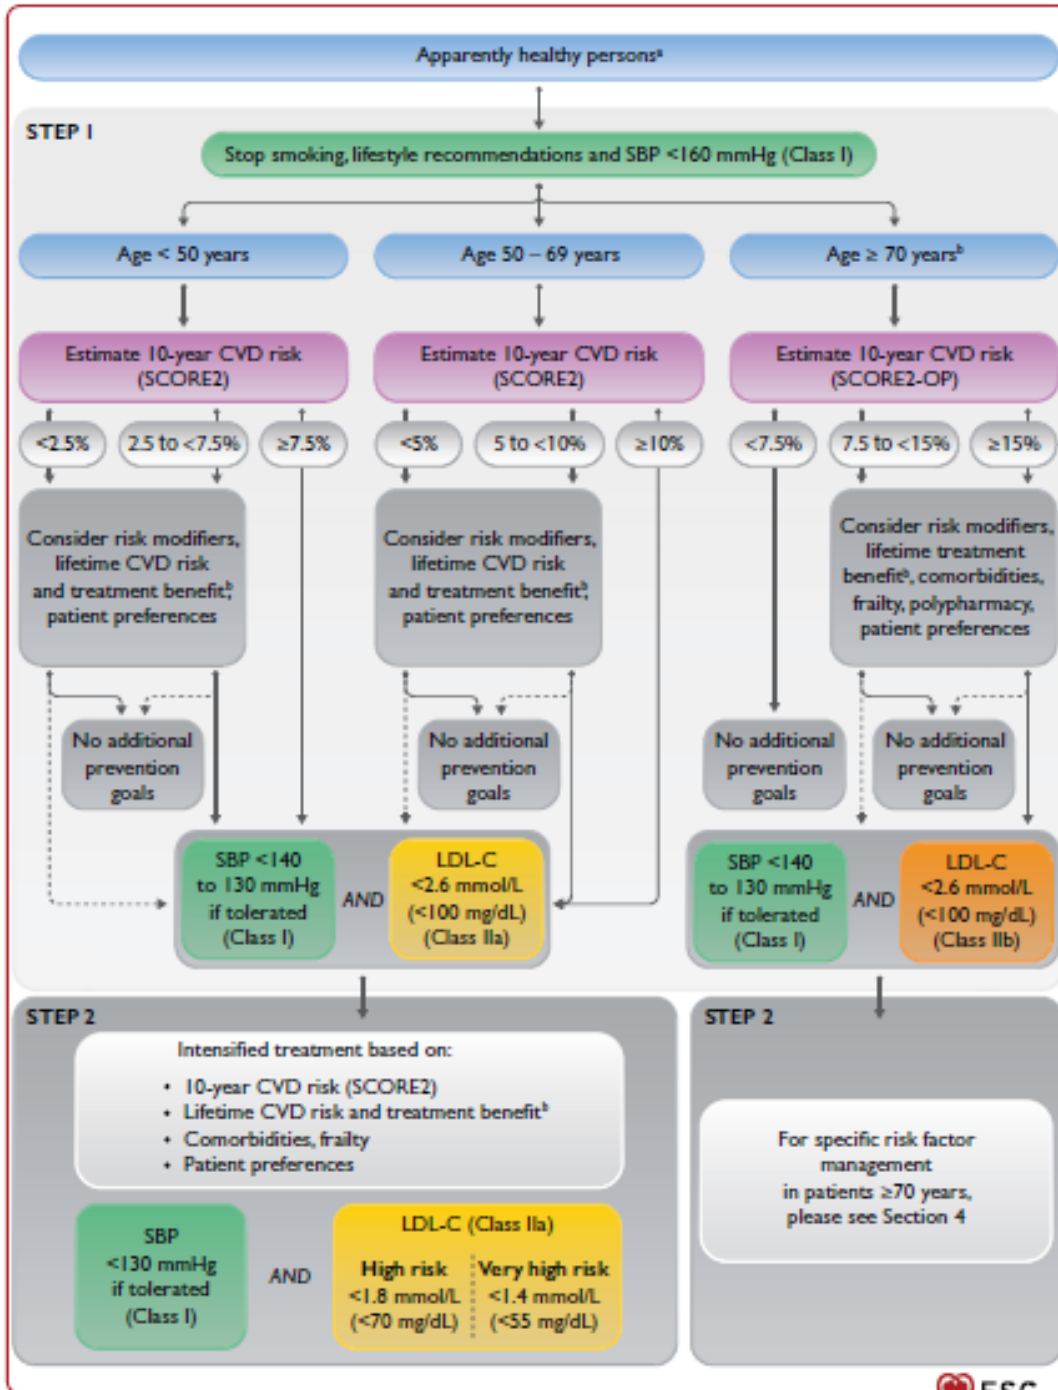 Apparently healthy personsᵃ
STEP 1
Stop smoking, lifestyle recommendations and SBP <160 mmHg (Class I)
Age < 50 years
Age 50 – 69 years
Age ≥ 70 yearsᵇ
Estimate 10-year CVD risk
(SCORE2)
Estimate 10-year CVD risk
(SCORE2)
Estimate 10-year CVD risk
(SCORE2-OP)
<2.5%
2.5 to <7.5%
≥7.5%
<5%
5 to <10%
≥10%
<7.5%
7.5 to <15%
≥15%
Consider risk modifiers,
lifetime CVD risk
and treatment benefitᵇ,
patient preferences
Consider risk modifiers,
lifetime CVD risk
and treatment benefitᵇ,
patient preferences
Consider risk modifiers,
lifetime treatment
benefitᵇ, comorbidities,
frailty, polypharmacy,
patient preferences
No additional
prevention
goals
No additional
prevention
goals
No additional
prevention
goals
No additional
prevention
goals
SBP <140
to 130 mmHg
if tolerated
(Class I)
AND
LDL-C
<2.6 mmol/L
(<100 mg/dL)
(Class IIa)
SBP <140
to 130 mmHg
if tolerated
(Class I)
AND
LDL-C
<2.6 mmol/L
(<100 mg/dL)
(Class IIb)
STEP 2
Intensified treatment based on:
• 10-year CVD risk (SCORE2)
• Lifetime CVD risk and treatment benefitᵇ
• Comorbidities, frailty
• Patient preferences
SBP
<130 mmHg
if tolerated
(Class I)
AND
LDL-C (Class IIa)
High risk
<1.8 mmol/L
(<70 mg/dL)
Very high risk
<1.4 mmol/L
(<55 mg/dL)
STEP 2
For specific risk factor
management
in patients ≥70 years,
please see Section 4
ESC